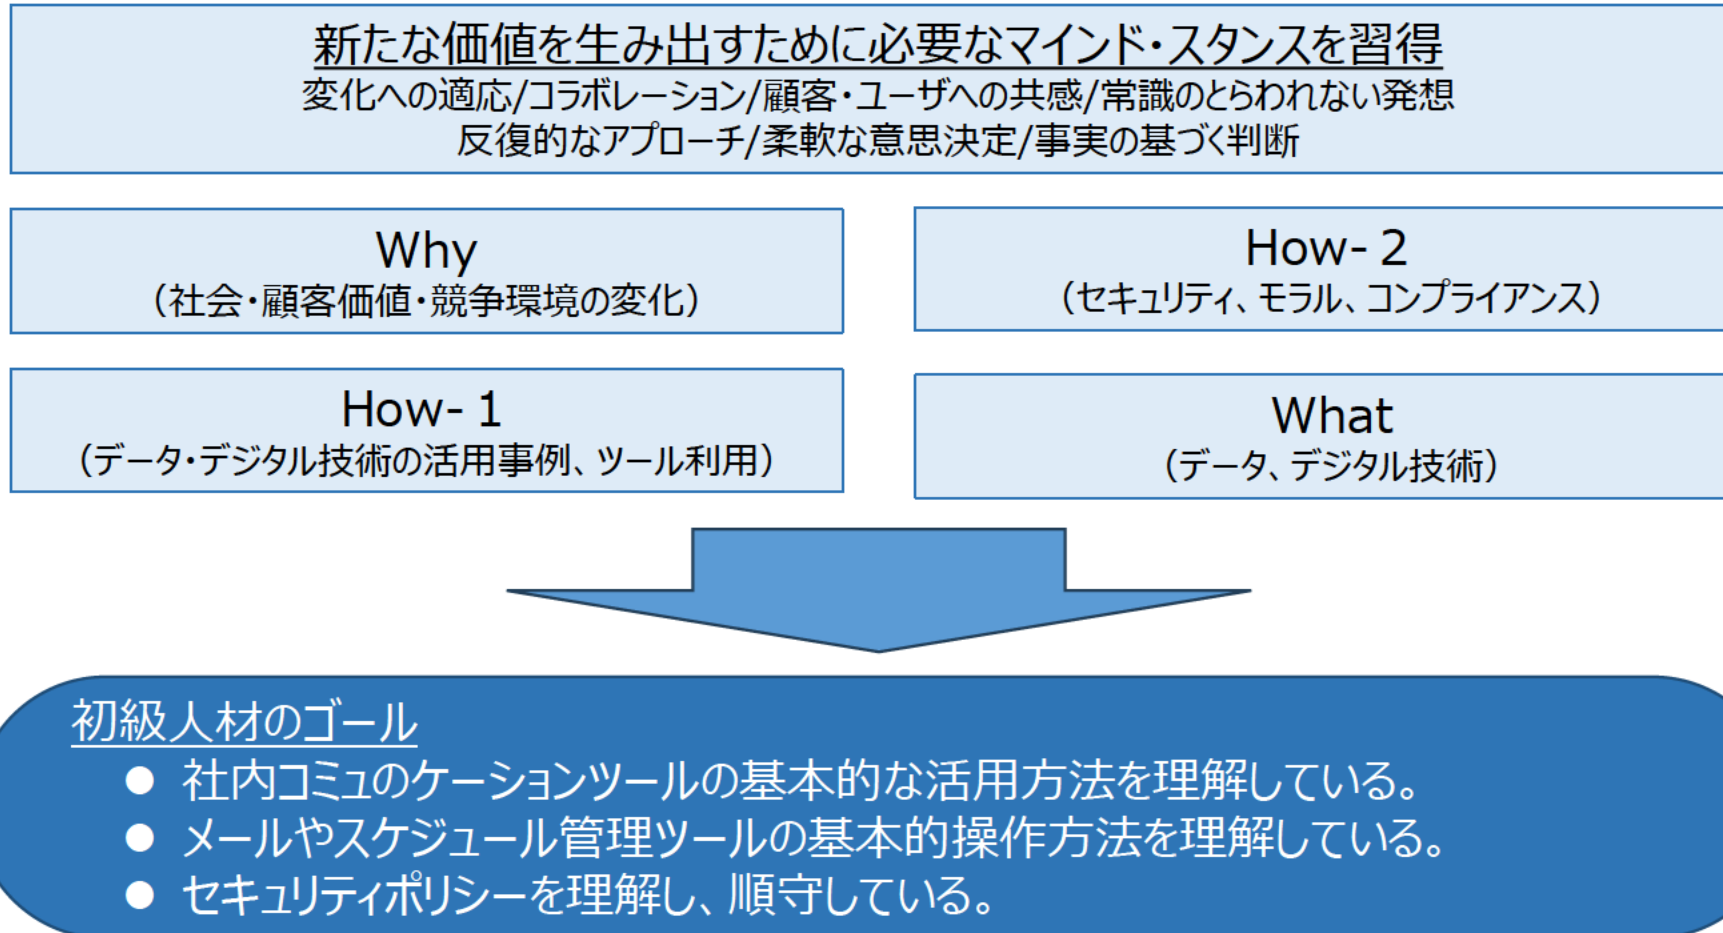 新たな価値を生み出すために必要なマインド・スタンスを習得
変化への適応/コラボレーション/顧客・ユーザへの共感/常識のとらわれない発想
反復的なアプローチ/柔軟な意思決定/事実の基づく判断
Why
（社会・顧客価値・競争環境の変化）
How-２
（セキュリティ、モラル、コンプライアンス）
How-１
（データ・デジタル技術の活用事例、ツール利用）
What
（データ、デジタル技術）
初級人材のゴール
● 社内コミュのケーションツールの基本的な活用方法を理解している。
● メールやスケジュール管理ツールの基本的操作方法を理解している。
● セキュリティポリシーを理解し、順守している。